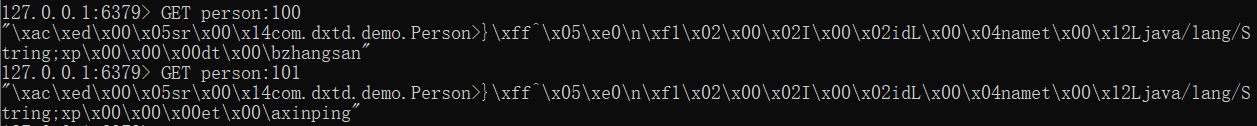 127.0.0.1:6379> GET person:100
"\xac\xed\x00\x05sr\x00\x14com.dxtd.demo.Person>}\xff^\x05\xe0\n\xf1\x02\x00\x02I\x00\x02idL\x00\x04namet\x00\x12Ljava/lang/S
tring;xp\x00\x00\x00dt\x00\bzhangsan"
127.0.0.1:6379> GET person:101
"\xac\xed\x00\x05sr\x00\x14com.dxtd.demo.Person>}\xff^\x05\xe0\n\xf1\x02\x00\x02I\x00\x02idL\x00\x04namet\x00\x12Ljava/lang/S
tring;xp\x00\x00\x00et\x00\axinping"